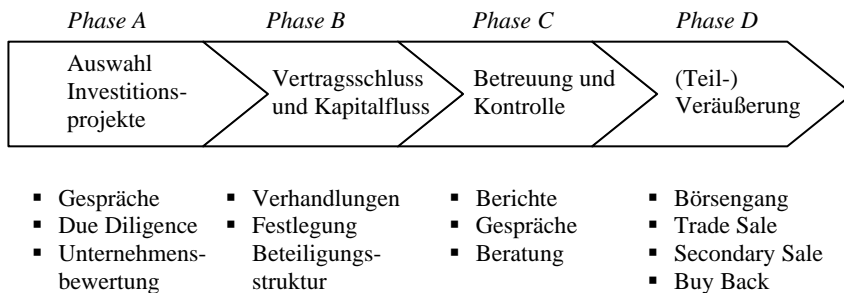 Phase A
Phase B
Phase C
Phase D
Auswahl
Investitions-
projekte
Vertragsschluss
und Kapitalfluss
Betreuung und
Kontrolle
(Teil-)
Veräußerung
▪ Gespräche
▪ Due Diligence
▪ Unternehmens-
bewertung
▪ Verhandlungen
▪ Festlegung
Beteiligungs-
struktur
▪ Berichte
▪ Gespräche
▪ Beratung
▪ Börsengang
▪ Trade Sale
▪ Secondary Sale
▪ Buy Back